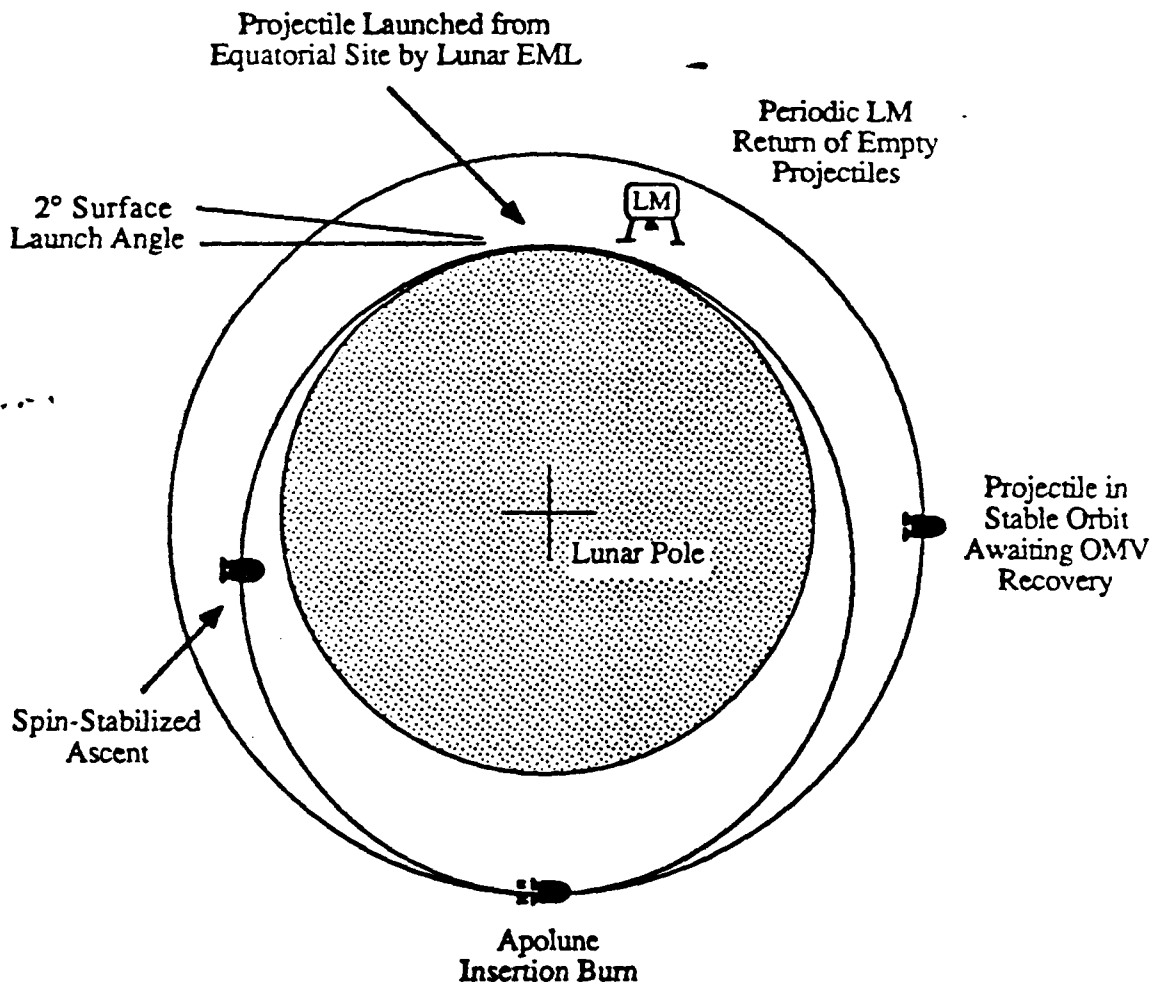 Projectile Launched from
Equatorial Site by Lunar EML
Periodic LM
Return of Empty
Projectiles
LM
2° Surface
Launch Angle
Projectile in
Stable Orbit
Awaiting OMV
Recovery
Lunar Pole
Spin-Stabilized
Ascent
Apolune
Insertion Burn